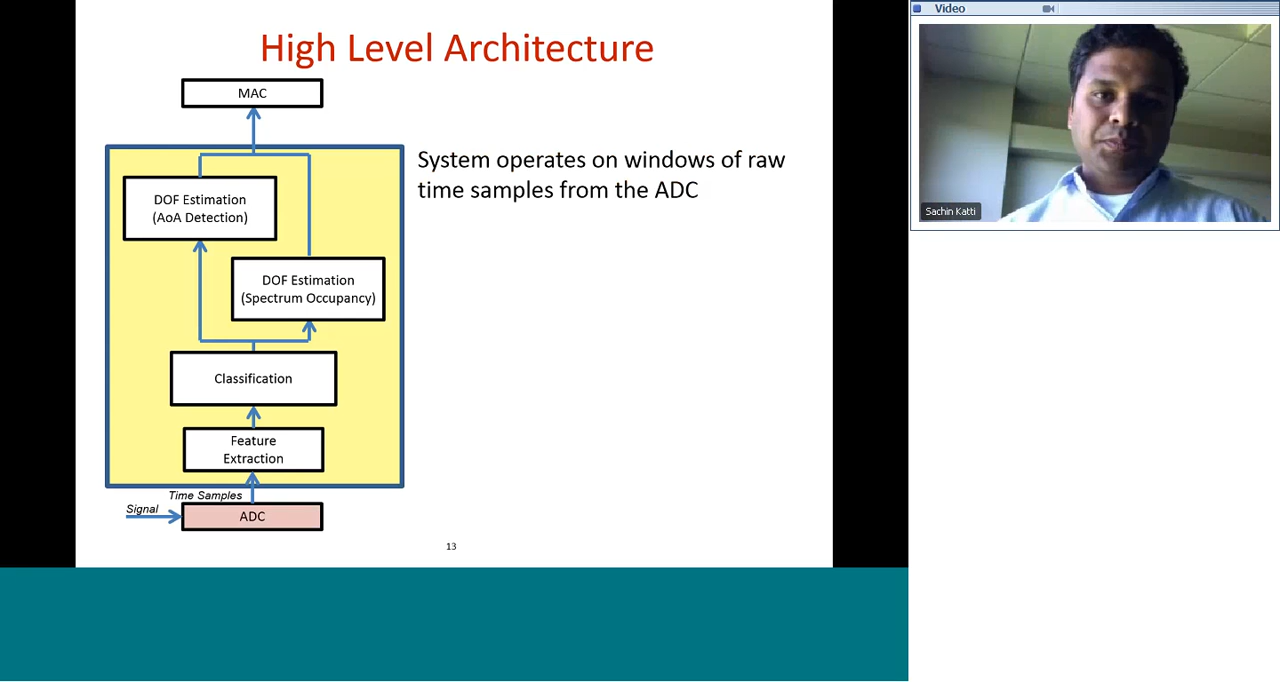 High Level Architecture
MAC
DOF Estimation
(AoA Detection)
DOF Estimation
(Spectrum Occupancy)
Classification
Feature
Extraction
Time Samples
Signal
ADC
System operates on windows of raw
time samples from the ADC
13
Video
Sachin Katti